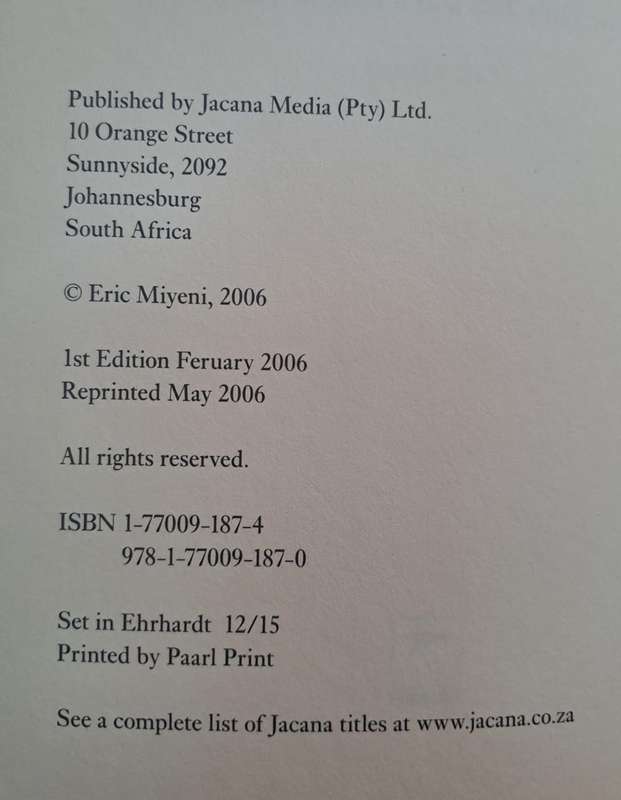 Published by Jacana Media (Pty) Ltd.
10 Orange Street
Sunnyside, 2092
Johannesburg
South Africa
© Eric Miyeni, 2006
1st Edition Feruary 2006
Reprinted May 2006
All rights reserved.
ISBN 1-77009-187-4
978-1-77009-187-0
Set in Ehrhardt 12/15
Printed by Paarl Print
See a complete list of Jacana titles at www.jacana.co.za